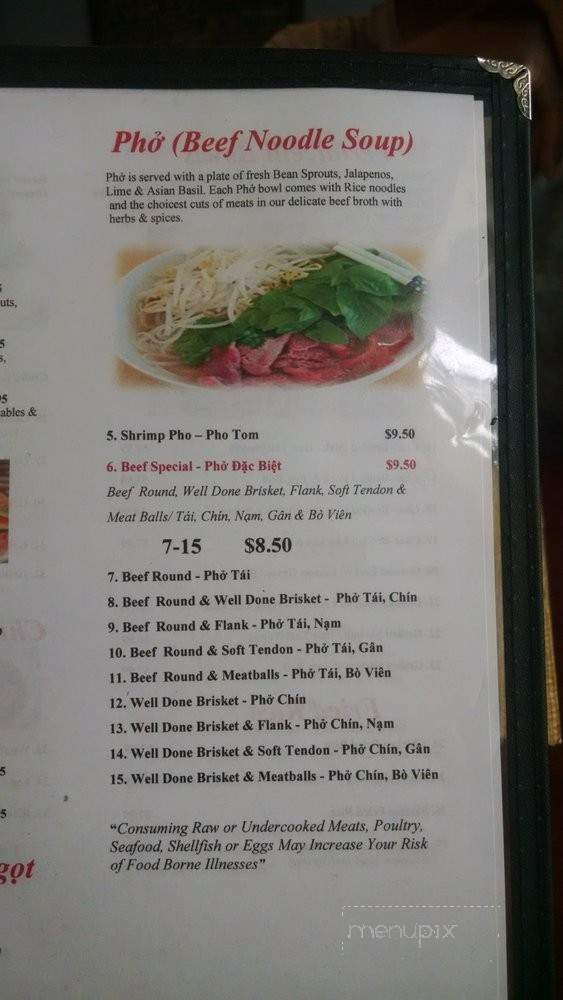 Phở (Beef Noodle Soup)
Phở is served with a plate of fresh Bean Sprouts, Jalapenos,
Lime & Asian Basil. Each Phở bowl comes with Rice noodles
and the choicest cuts of meats in our delicate beef broth with
herbs & spices.
5. Shrimp Pho – Pho Tom $9.50
6. Beef Special - Phở Đặc Biệt $9.50
Beef Round, Well Done Brisket, Flank, Soft Tendon &
Meat Balls/ Tái, Chín, Nạm, Gân & Bò Viên
7-15 $8.50
7. Beef Round - Phở Tái
8. Beef Round & Well Done Brisket - Phở Tái, Chín
9. Beef Round & Flank - Phở Tái, Nạm
10. Beef Round & Soft Tendon - Phở Tái, Gân
11. Beef Round & Meatballs - Phở Tái, Bò Viên
12. Well Done Brisket - Phở Chín
13. Well Done Brisket & Flank - Phở Chín, Nạm
14. Well Done Brisket & Soft Tendon - Phở Chín, Gân
15. Well Done Brisket & Meatballs - Phở Chín, Bò Viên
“Consuming Raw or Undercooked Meats, Poultry,
Seafood, Shellfish or Eggs May Increase Your Risk
of Food Borne Illnesses”
menupix